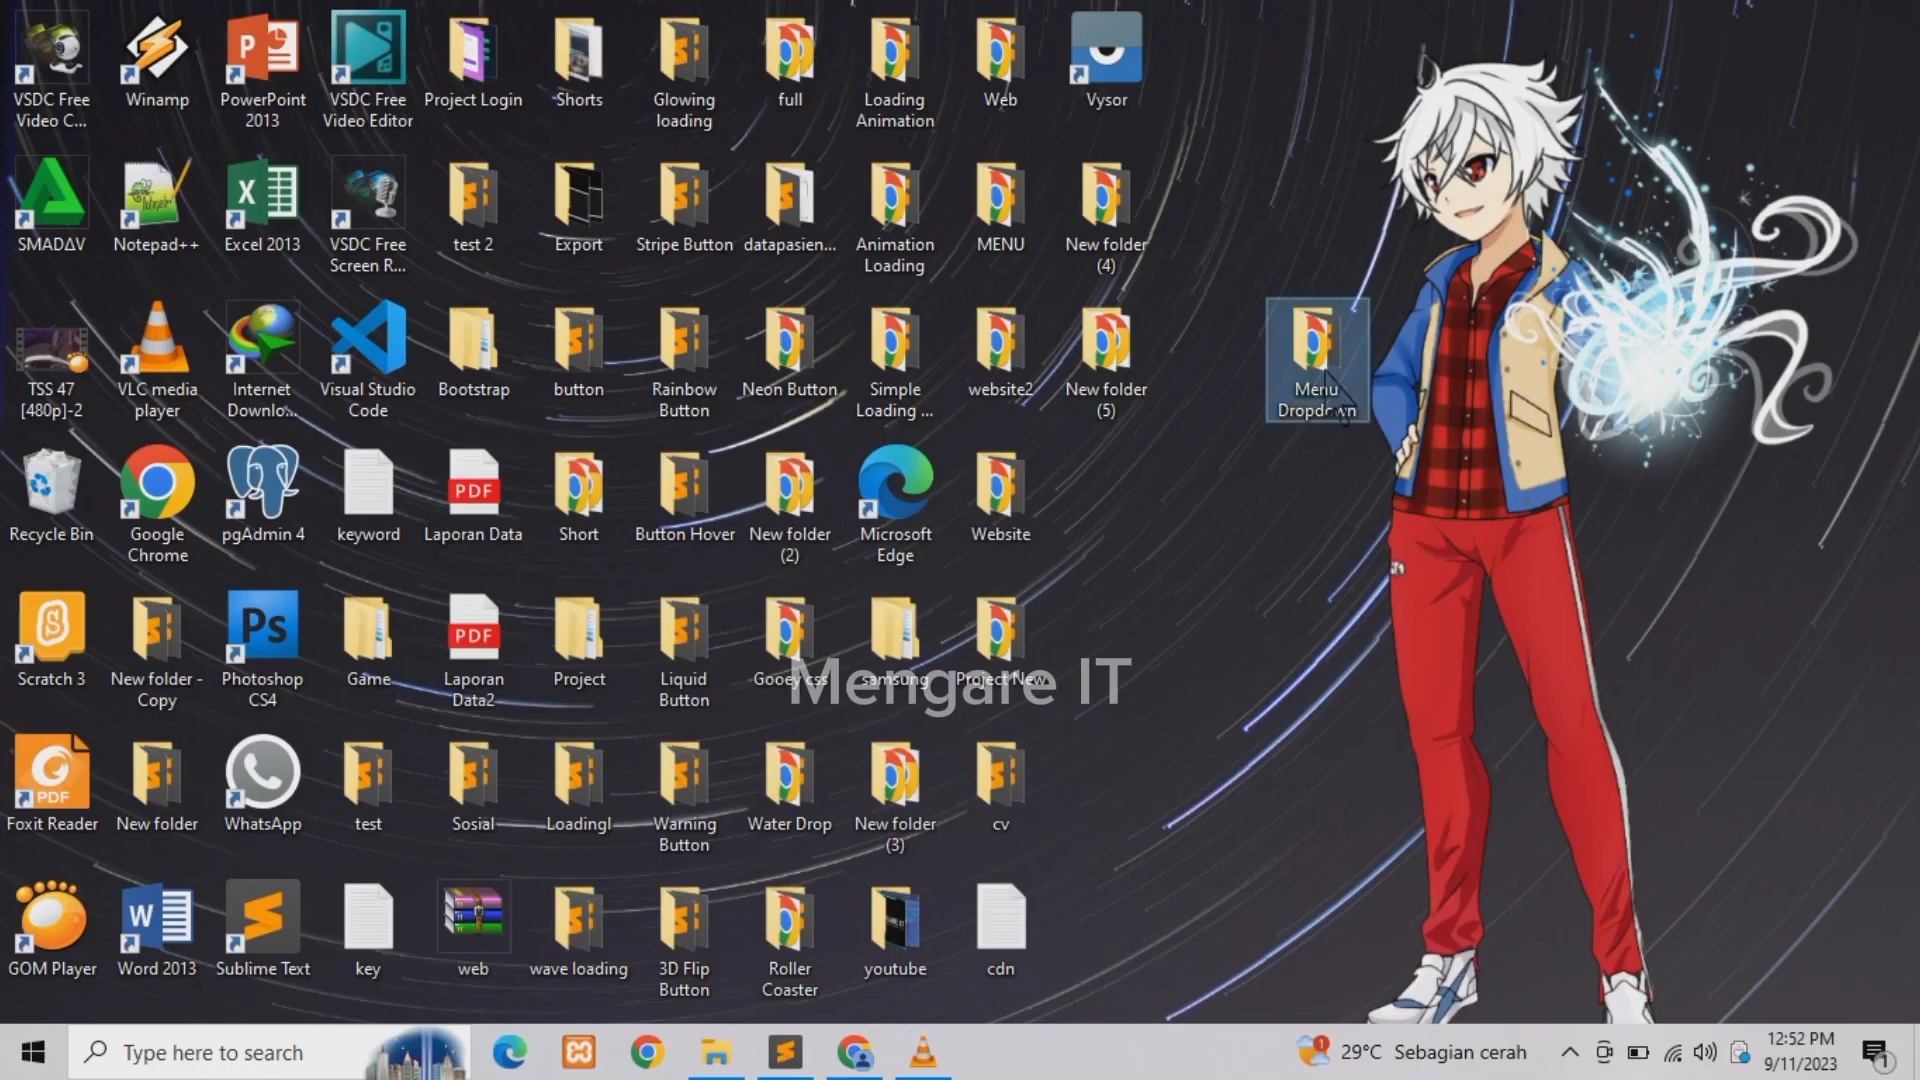 VSDC Free
Video C...
Winamp
PowerPoint
2013
VSDC Free
Video Editor
Project Login
Shorts
Glowing
loading
full
Loading
Animation
Web
Vysor
SMADAV
Notepad++
Excel 2013
VSDC Free
Screen R...
test 2
Export
Stripe Button
datapasien...
Animation
Loading
MENU
New folder
(4)
TSS 47
[480p]-2
VLC media
player
Internet
Downlo...
Visual Studio
Code
Bootstrap
button
Rainbow
Button
Neon Button
Simple
Loading ...
website2
New folder
(5)
Menu
Dropdown
Recycle Bin
Google
Chrome
pgAdmin 4
keyword
PDF
Laporan Data
Short
Button Hover
New folder
(2)
Microsoft
Edge
Website
Scratch 3
New folder -
Copy
Ps
Photoshop
CS4
Game
PDF
Laporan
Data2
Project
Liquid
Button
Gooey css
samsung
Project New
Mengare IT
PDF
Foxit Reader
New folder
WhatsApp
test
Sosial
Loadingl
Warning
Button
Water Drop
New folder
(3)
cv
GOM Player
Word 2013
Sublime Text
key
web
wave loading
3D Flip
Button
Roller
Coaster
youtube
cdn
Type here to search
1
29°C Sebagian cerah
12:52 PM
9/11/2023
1